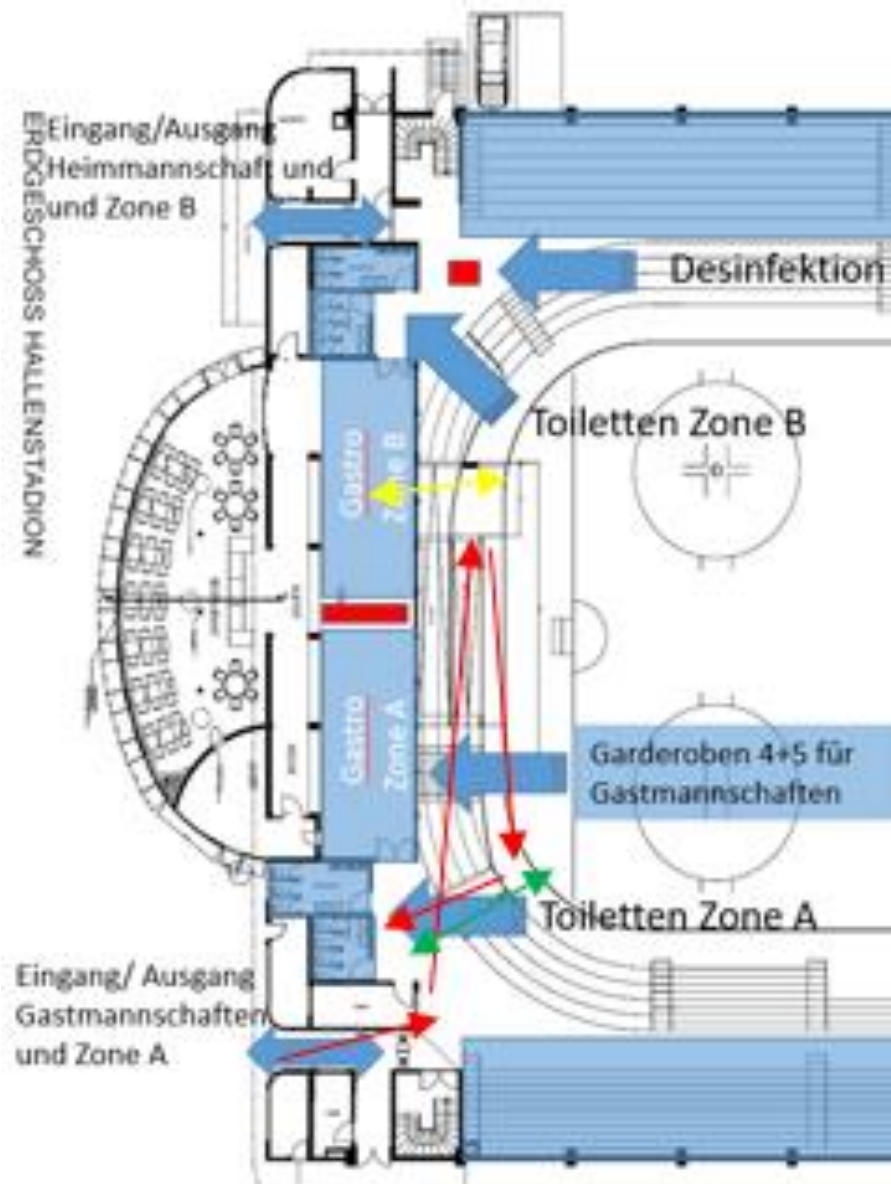 ERDGESCHOSS HALLENSTADION
Eingang/Ausgang
Heimmannschaft und
und Zone B
Desinfektion
Toiletten Zone B
Gastro
Zone B
Gastro
Zone A
Garderoben 4+5 für
Gastmannschaften
Toiletten Zone A
Eingang/ Ausgang
Gastmannschaften
und Zone A